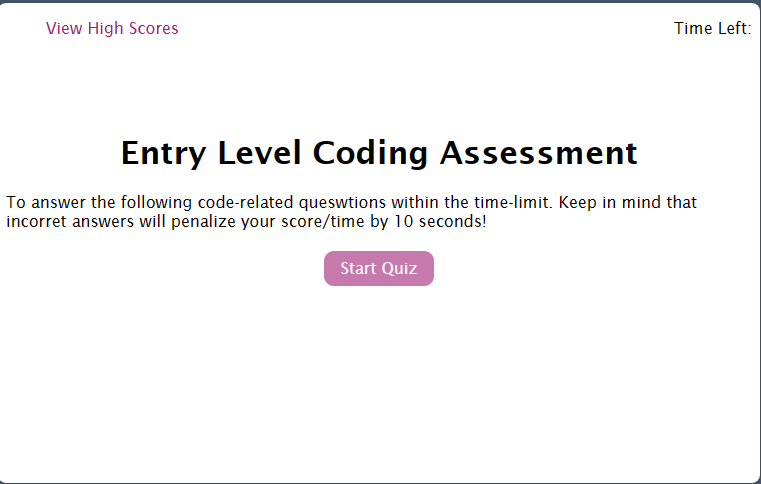 View High Scores
Time Left:
Entry Level Coding Assessment
To answer the following code-related queswtions within the time-limit. Keep in mind that
incorret answers will penalize your score/time by 10 seconds!
Start Quiz